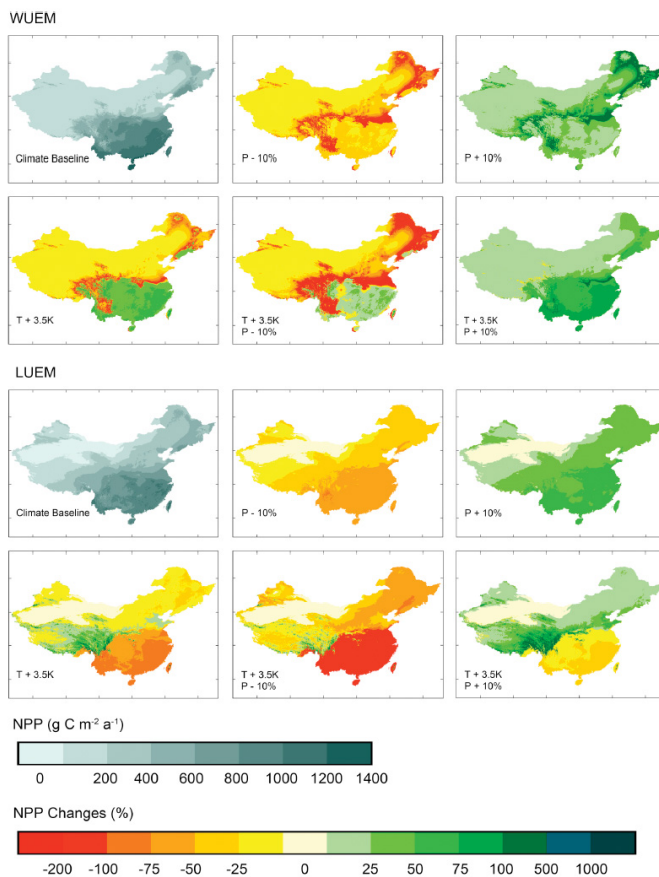 WUEM
Climate Baseline
P - 10%
P + 10%
T + 3.5K
T + 3.5K
P - 10%
T + 3.5K
P + 10%
LUEM
Climate Baseline
P - 10%
P + 10%
T + 3.5K
T + 3.5K
P - 10%
T + 3.5K
P + 10%
NPP (g C m⁻² a⁻¹)
0 200 400 600 800 1000 1200 1400
NPP Changes (%)
-200 -100 -75 -50 -25 0 25 50 75 100 500 1000